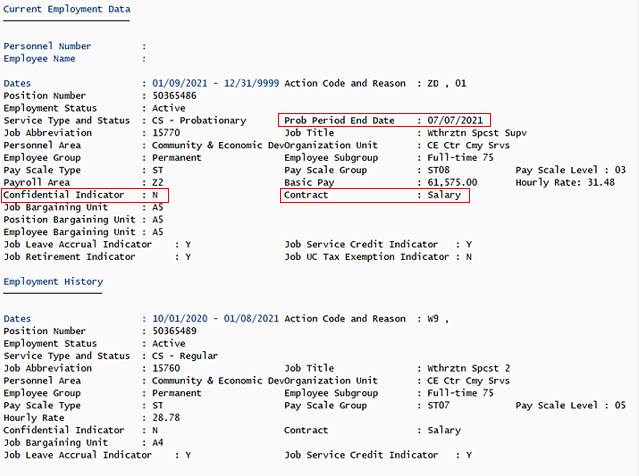 Current Employment Data
Personnel Number :
Employee Name :
Dates : 01/09/2021 - 12/31/9999 Action Code and Reason : ZD , 01
Position Number : 50365486
Employment Status : Active
Service Type and Status : CS - Probationary Prob Period End Date : 07/07/2021
Job Abbreviation : 15770 Job Title : Wthrztn Spcst Supv
Personnel Area : Community & Economic DevOrganization Unit : CE Ctr Cmy Srvs
Employee Group : Permanent Employee Subgroup : Full-time 75
Pay Scale Type : ST Pay Scale Group : ST08 Pay Scale Level : 03
Payroll Area : Z2 Basic Pay : 61,575.00 Hourly Rate: 31.48
Confidential Indicator : N Contract : Salary
Job Bargaining Unit : A5
Position Bargaining Unit : A5
Employee Bargaining Unit : A5
Job Leave Accrual Indicator : Y Job Service Credit Indicator : Y
Job Retirement Indicator : Y Job UC Tax Exemption Indicator : N
Employment History
Dates : 10/01/2020 - 01/08/2021 Action Code and Reason : W9 ,
Position Number : 50365489
Employment Status : Active
Service Type and Status : CS - Regular
Job Abbreviation : 15760 Job Title : Wthrztn Spcst 2
Personnel Area : Community & Economic DevOrganization Unit : CE Ctr Cmy Srvs
Employee Group : Permanent Employee Subgroup : Full-time 75
Pay Scale Type : ST Pay Scale Group : ST07 Pay Scale Level : 05
Hourly Rate : 28.78
Confidential Indicator : N Contract : Salary
Job Bargaining Unit : A4
Job Leave Accrual Indicator : Y Job Service Credit Indicator : Y